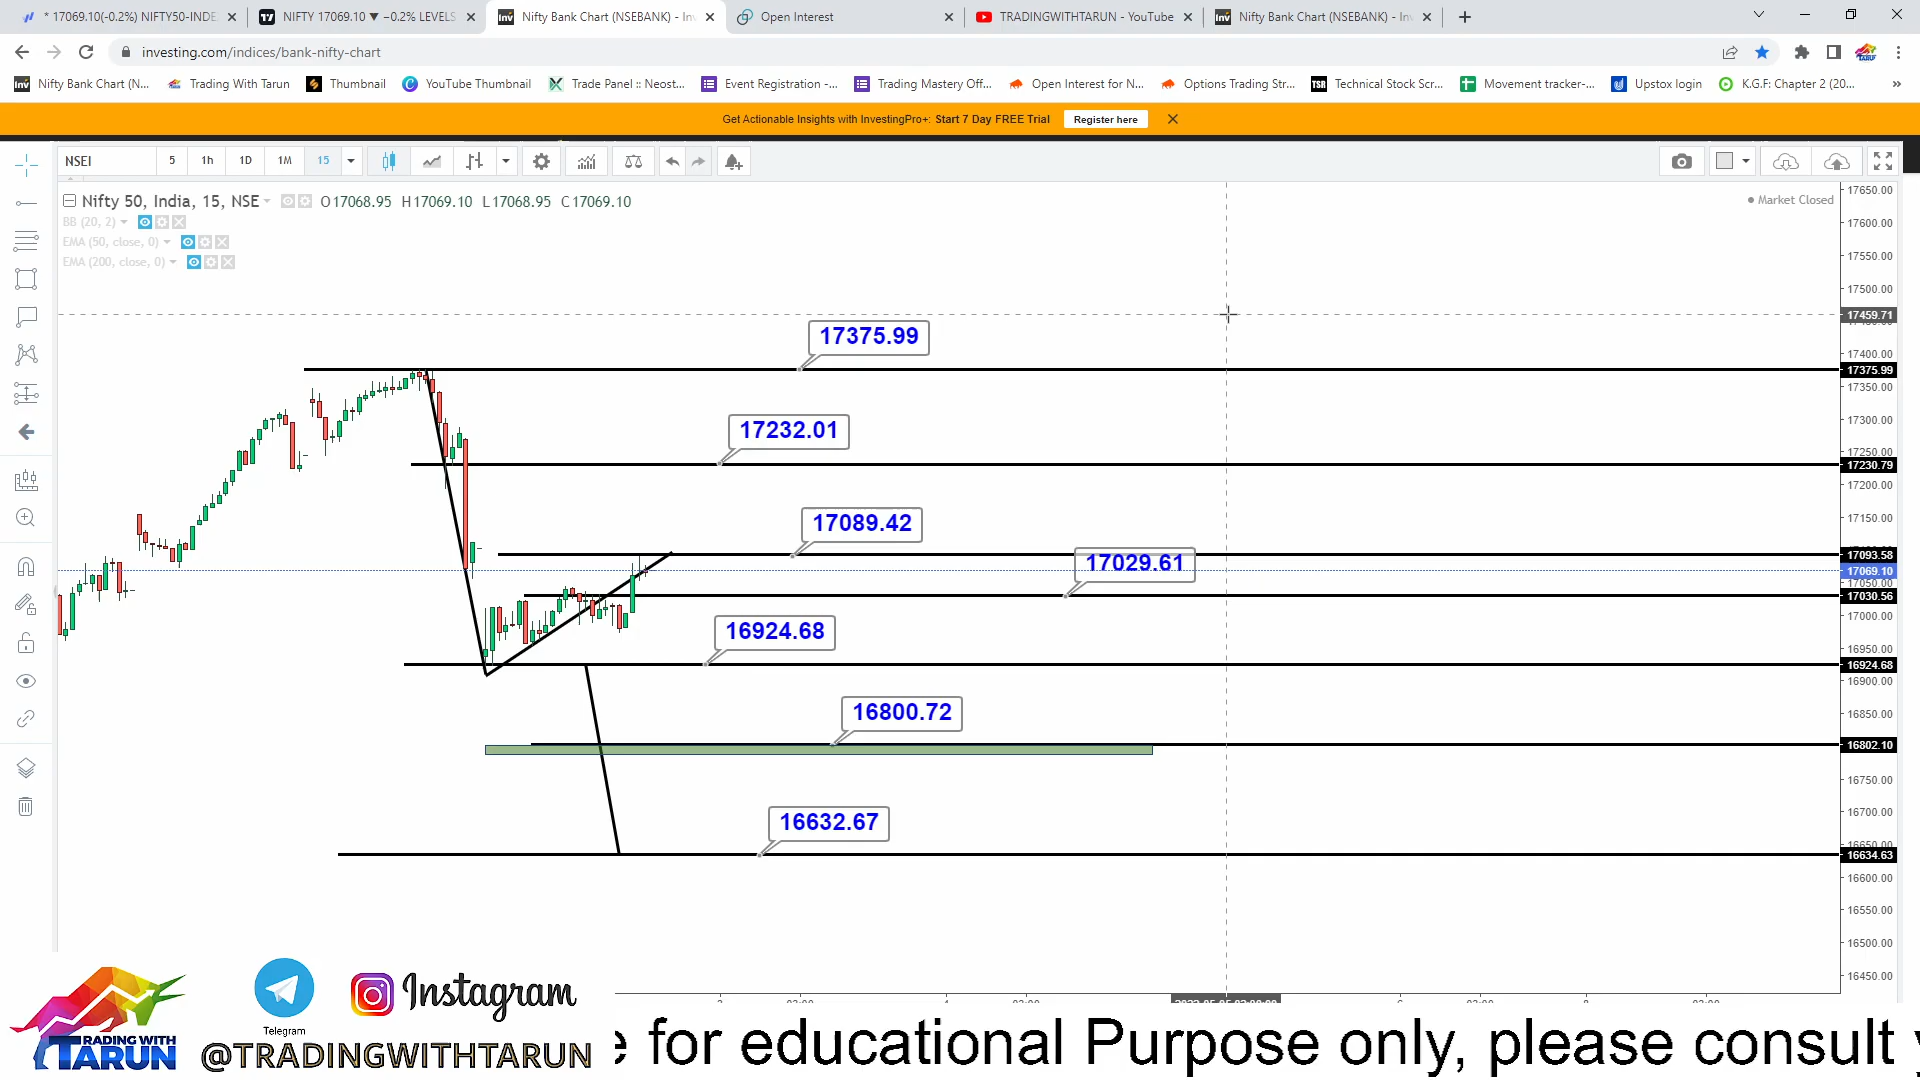 * 17069.10(-0.2%) NIFTY50-INDE
NIFTY 17069.10 ▼ −0.2% LEVELS
Nifty Bank Chart (NSEBANK) - Inv
Open Interest
TRADINGWITHTARUN - YouTube
Nifty Bank Chart (NSEBANK) - Inv
investing.com/indices/bank-nifty-chart
Nifty Bank Chart (N...
Trading With Tarun
Thumbnail
YouTube Thumbnail
Trade Panel :: Neost...
Event Registration -...
Trading Mastery Off...
Open Interest for N...
Options Trading Str...
Technical Stock Scr...
Movement tracker-...
Upstox login
K.G.F: Chapter 2 (20...
Get Actionable Insights with InvestingPro+: Start 7 Day FREE Trial
Register here
NSEI 5 1h 1D 1M 15
Nifty 50, India, 15, NSE O17068.95 H17069.10 L17068.95 C17069.10
Market Closed
BB (20, 2)
EMA (50, close, 0)
EMA (200, close, 0)
17375.99
17232.01
17089.42
17029.61
16924.68
16800.72
16632.67
17650.00
17600.00
17550.00
17500.00
17459.71
17400.00
17375.99
17350.00
17300.00
17250.00
17230.79
17200.00
17150.00
17093.58
17069.10
17050.00
17030.56
17000.00
16950.00
16924.68
16900.00
16850.00
16802.10
16750.00
16700.00
16634.63
16600.00
16550.00
16500.00
16450.00
Telegram
Instagram
TRADING WITH
TARUN
@TRADINGWITHTARUN
e for educational Purpose only, please consult y